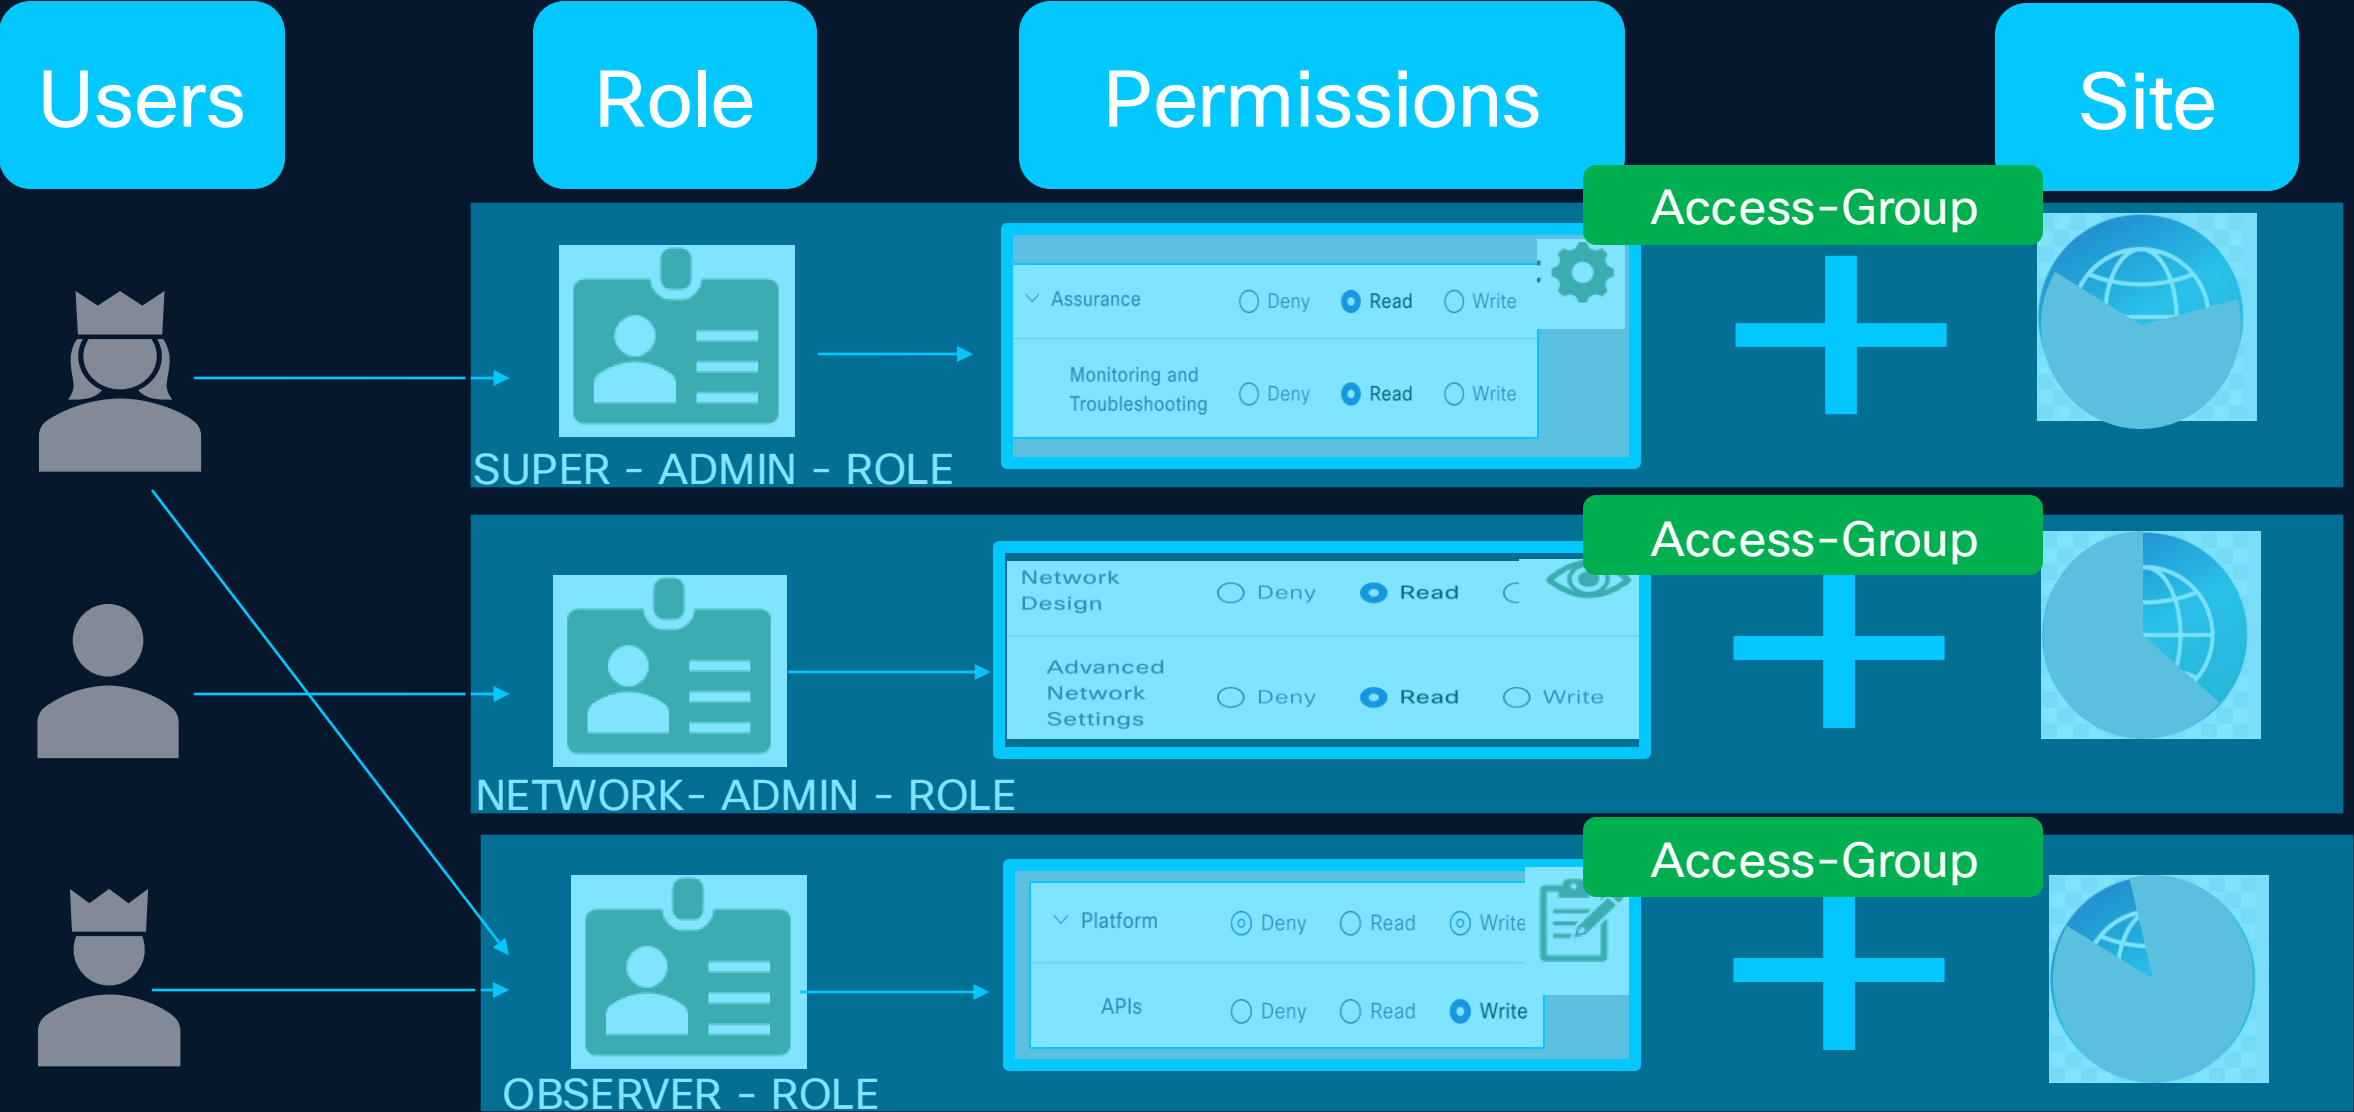 Users
Role
Permissions
Site
Access-Group
Assurance Deny Read Write
Monitoring and
Troubleshooting Deny Read Write
SUPER - ADMIN - ROLE
Access-Group
Network
Design Deny Read
Advanced
Network
Settings Deny Read Write
NETWORK- ADMIN - ROLE
Access-Group
Platform Deny Read Write
APIs Deny Read Write
OBSERVER - ROLE